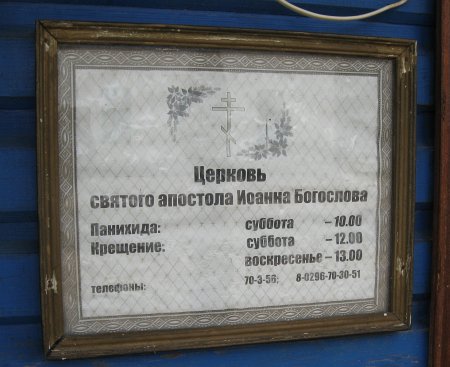 Церковь
святого апостола Иоанна Богослова
Панихида: суббота – 10.00
Крещение: суббота – 12.00
воскресенье – 13.00
телефоны: 70-3-56; 8-0296-70-30-51